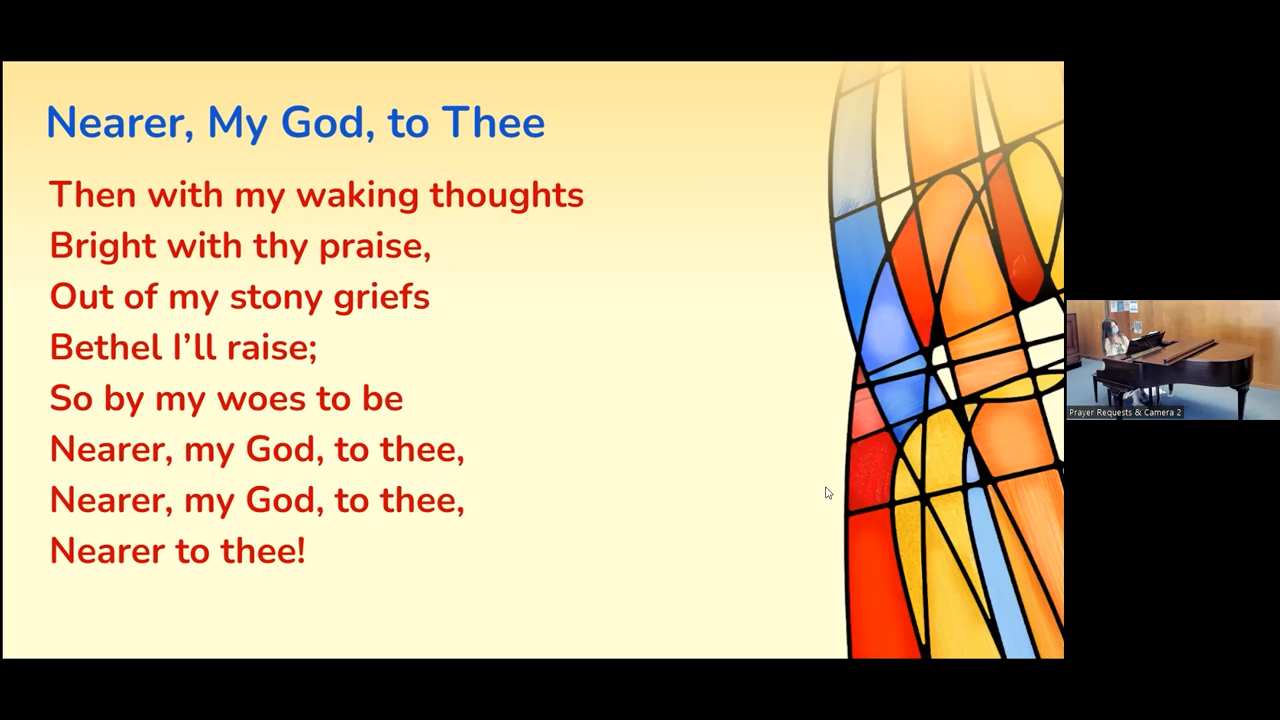 Nearer, My God, to Thee
Then with my waking thoughts
Bright with thy praise,
Out of my stony griefs
Bethel I’ll raise;
So by my woes to be
Nearer, my God, to thee,
Nearer, my God, to thee,
Nearer to thee!
Prayer Requests & Camera 2